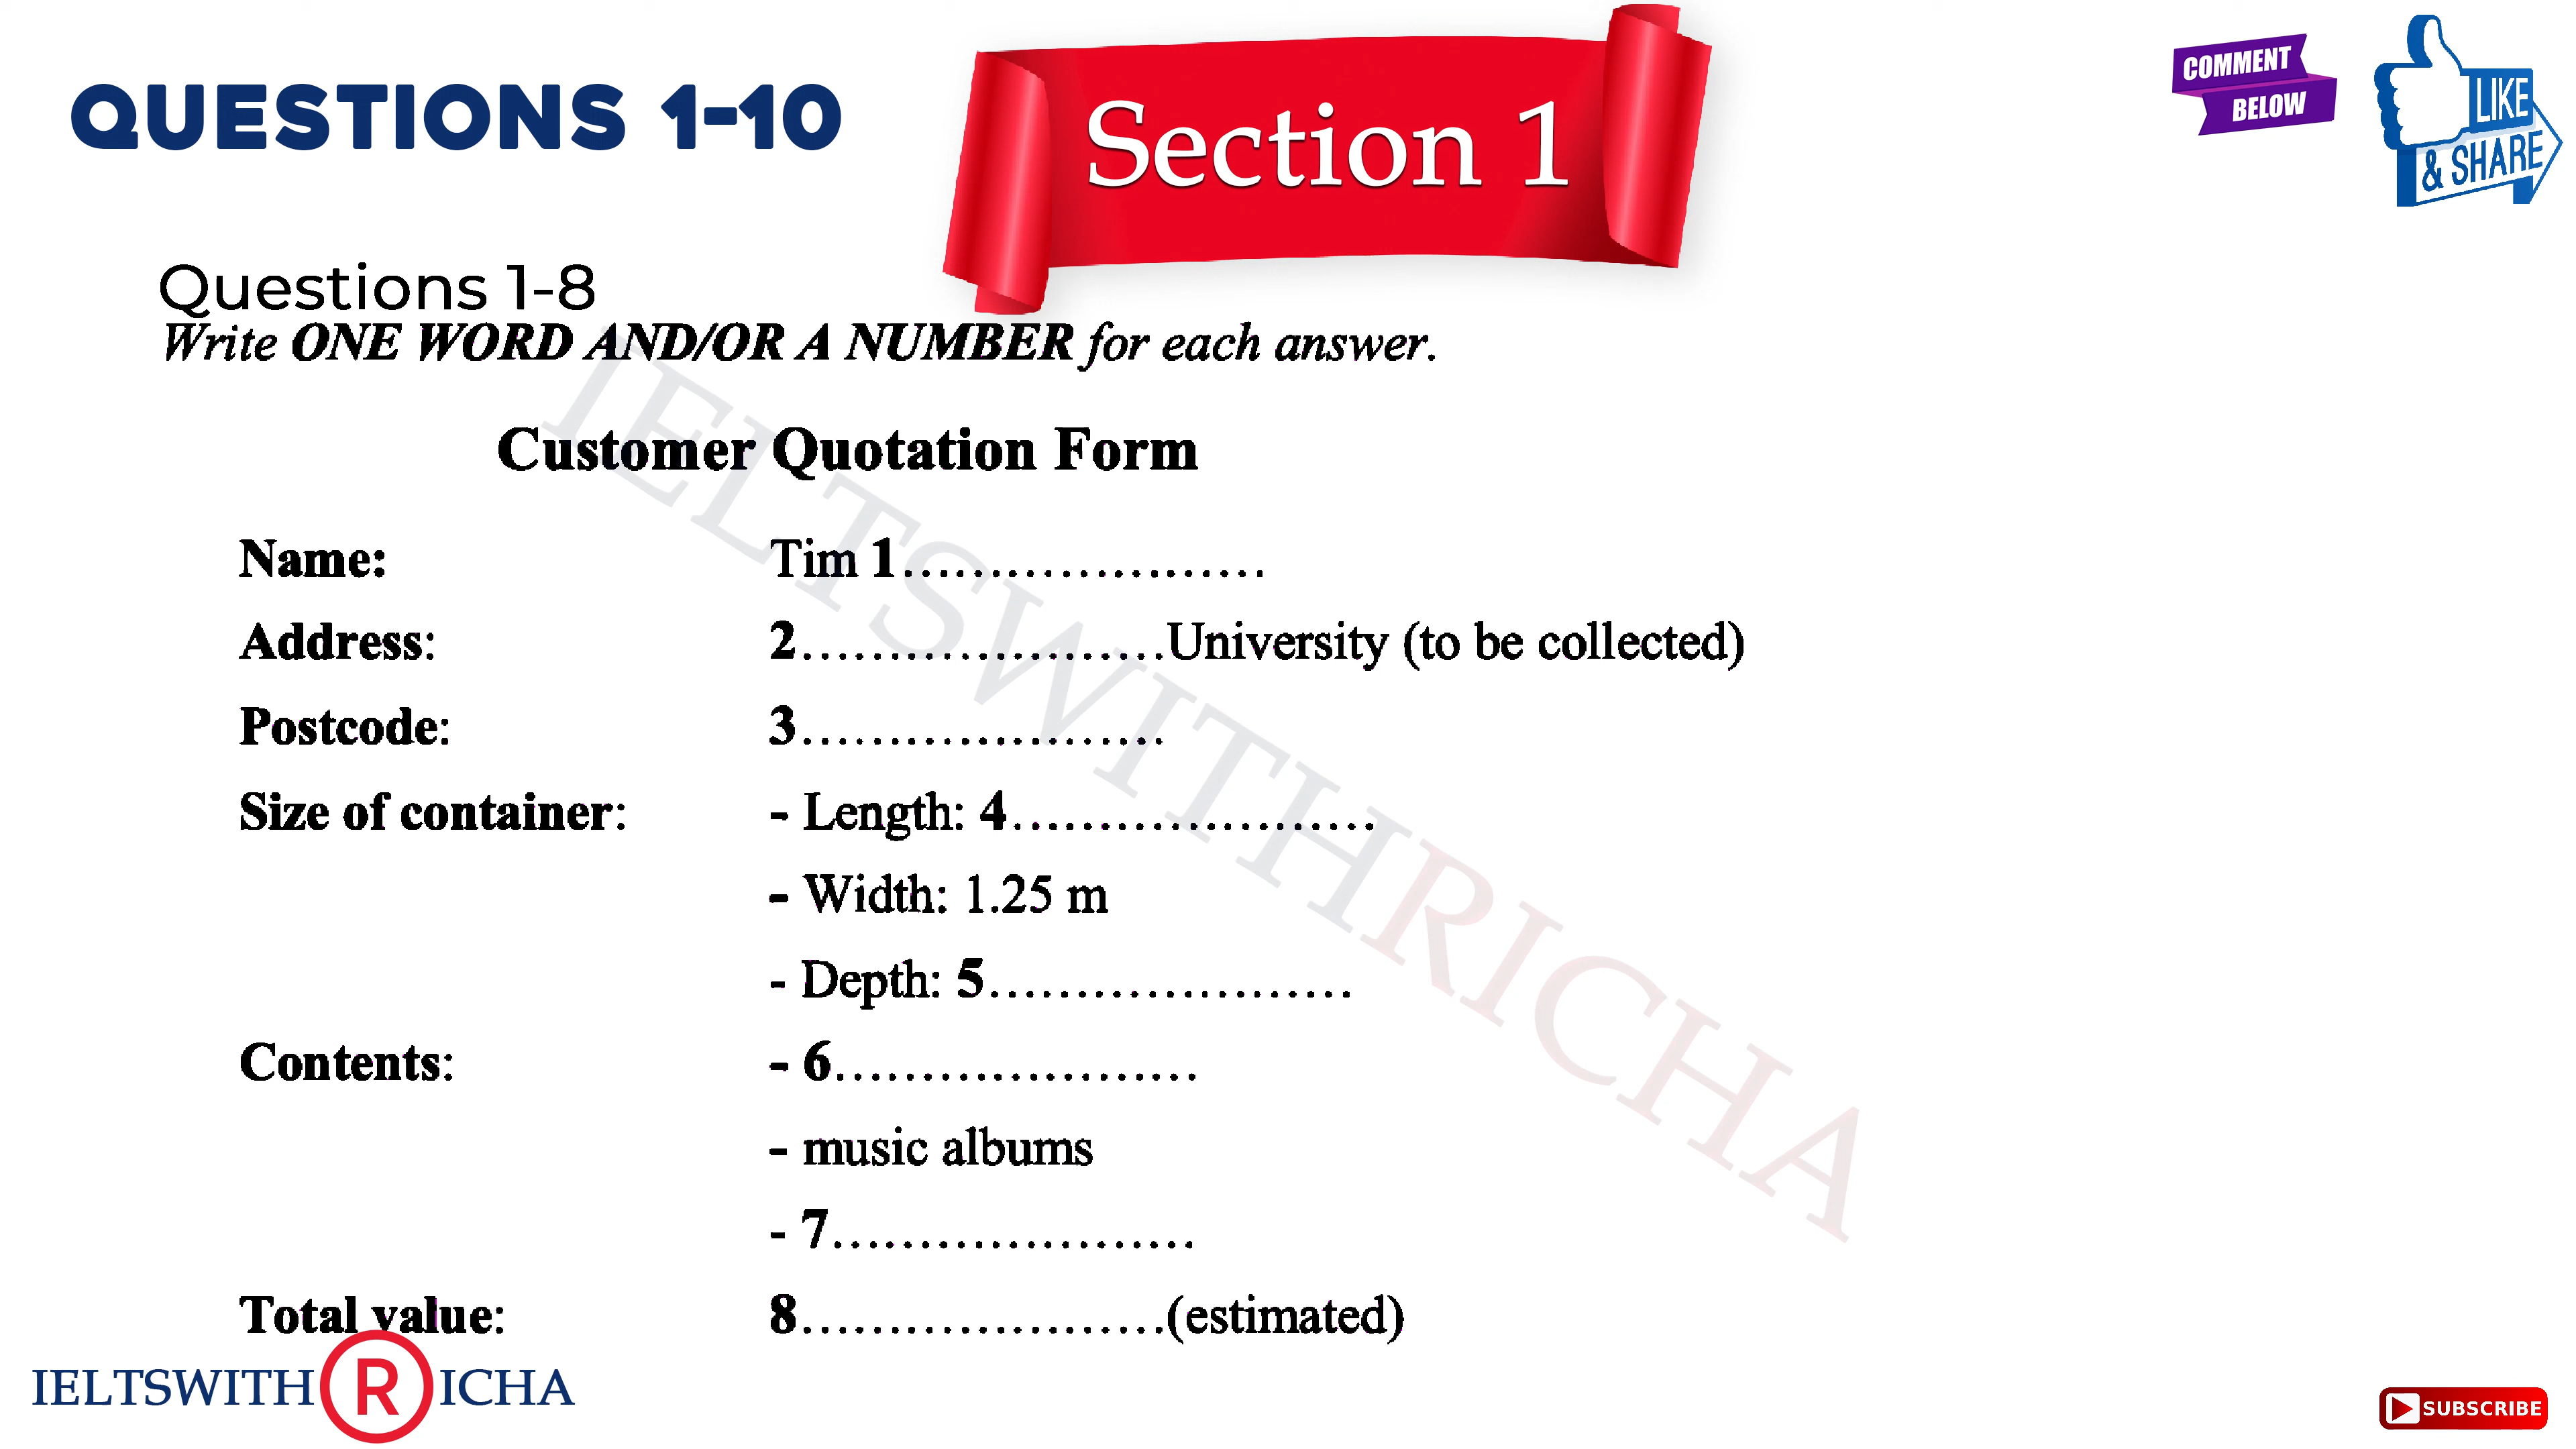 QUESTIONS 1-10
Section 1
COMMENT
BELOW
LIKE
& SHARE
Questions 1-8
Write ONE WORD AND/OR A NUMBER for each answer.
Customer Quotation Form
Name: Tim 1.....................
Address: 2.....................University (to be collected)
Postcode: 3.....................
Size of container: - Length: 4.....................
- Width: 1.25 m
- Depth: 5.....................
Contents: - 6.....................
- music albums
- 7.....................
Total value: 8.....................(estimated)
IELTSWITHRICHA
IELTSWITHRICHA
SUBSCRIBE